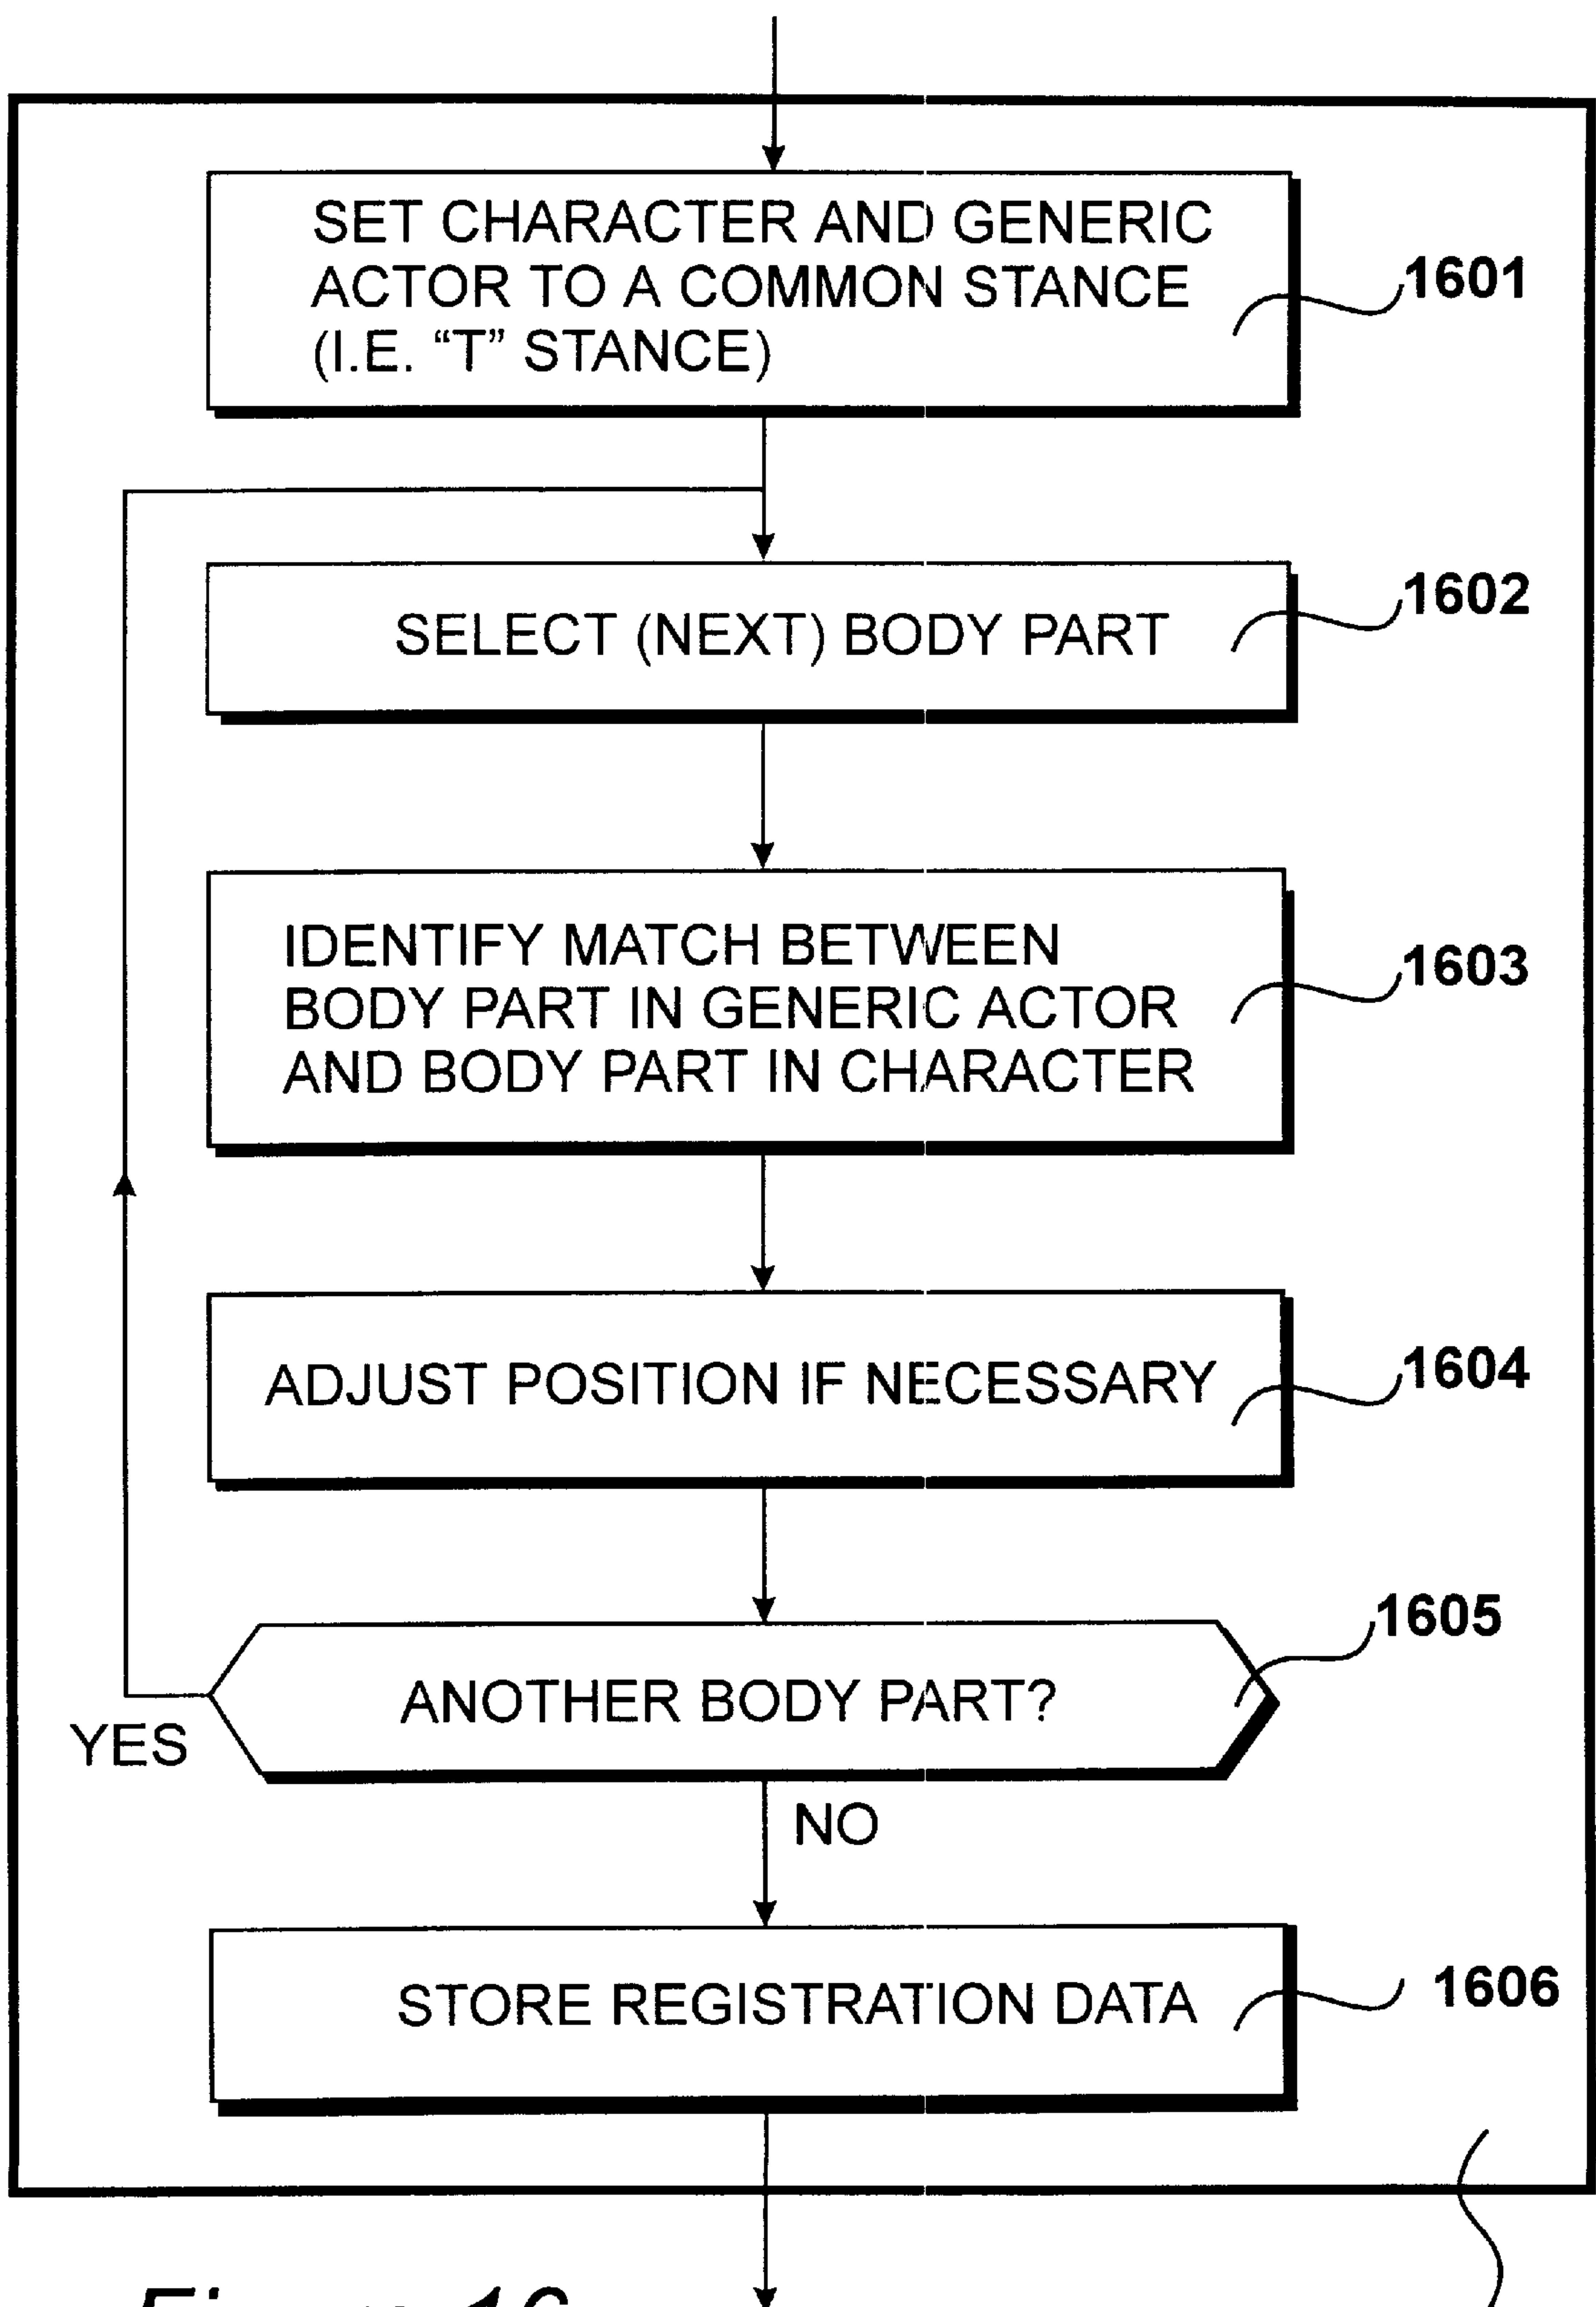 SET CHARACTER AND GENERIC
ACTOR TO A COMMON STANCE
(I.E. “T” STANCE)
1601
SELECT (NEXT) BODY PART
1602
IDENTIFY MATCH BETWEEN
BODY PART IN GENERIC ACTOR
AND BODY PART IN CHARACTER
1603
ADJUST POSITION IF NECESSARY
1604
ANOTHER BODY PART?
1605
YES
NO
STORE REGISTRATION DATA
1606
Figure 16